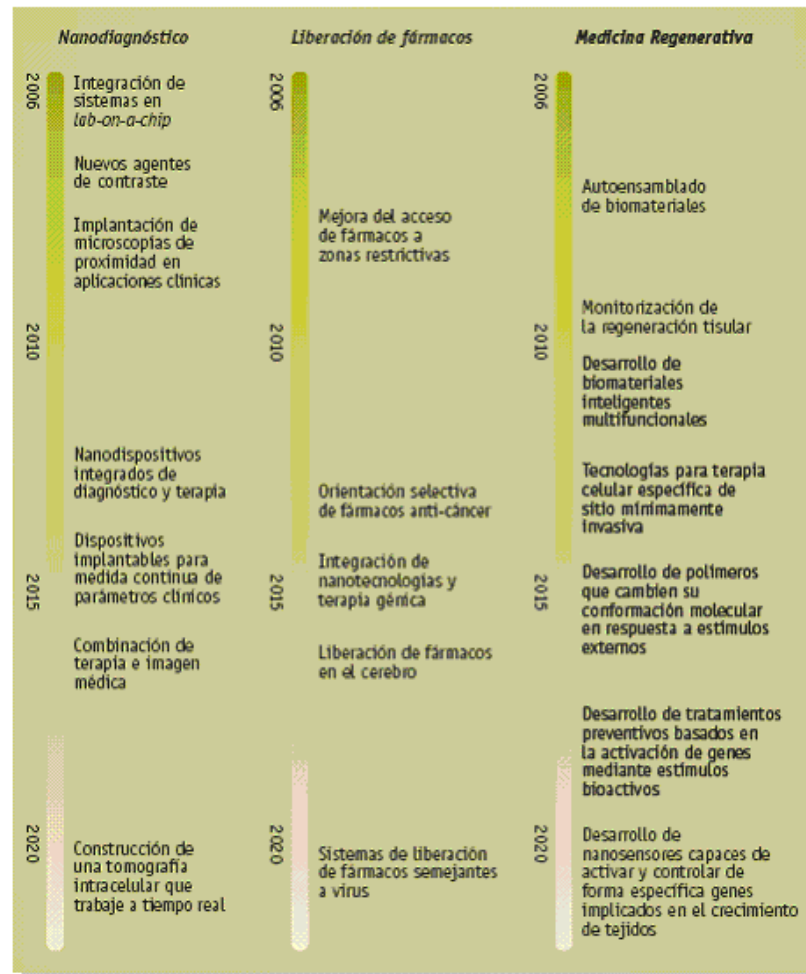 Nanodiagnóstico
2006
Integración de
sistemas en
lab-on-a-chip
Nuevos agentes
de contraste
Implantación de
microscopías de
proximidad en
aplicaciones clínicas
2010
Nanodispositivos
integrados de
diagnóstico y terapia
Dispositivos
implantables para
medida continua de
parámetros clínicos
2015
Combinación de
terapia e imagen
médica
2020
Construcción de
una tomografía
intracelular que
trabaje a tiempo real
Liberación de fármacos
2006
Mejora del acceso
de fármacos a
zonas restrictivas
2010
Orientación selectiva
de fármacos anti-cáncer
Integración de
nanotecnologías y
terapia génica
2015
Liberación de fármacos
en el cerebro
2020
Sistemas de liberación
de fármacos semejantes
a virus
Medicina Regenerativa
2006
Autoensamblado
de biomateriales
Monitorización de
la regeneración tisular
2010
Desarrollo de
biomateriales
inteligentes
multifuncionales
Tecnologías para terapia
celular específica de
sitio mínimamente
invasiva
2015
Desarrollo de polímeros
que cambien su
conformación molecular
en respuesta a estímulos
externos
Desarrollo de tratamientos
preventivos basados en
la activación de genes
mediante estímulos
bioactivos
2020
Desarrollo de
nanosensores capaces de
activar y controlar de
forma específica genes
implicados en el crecimiento
de tejidos